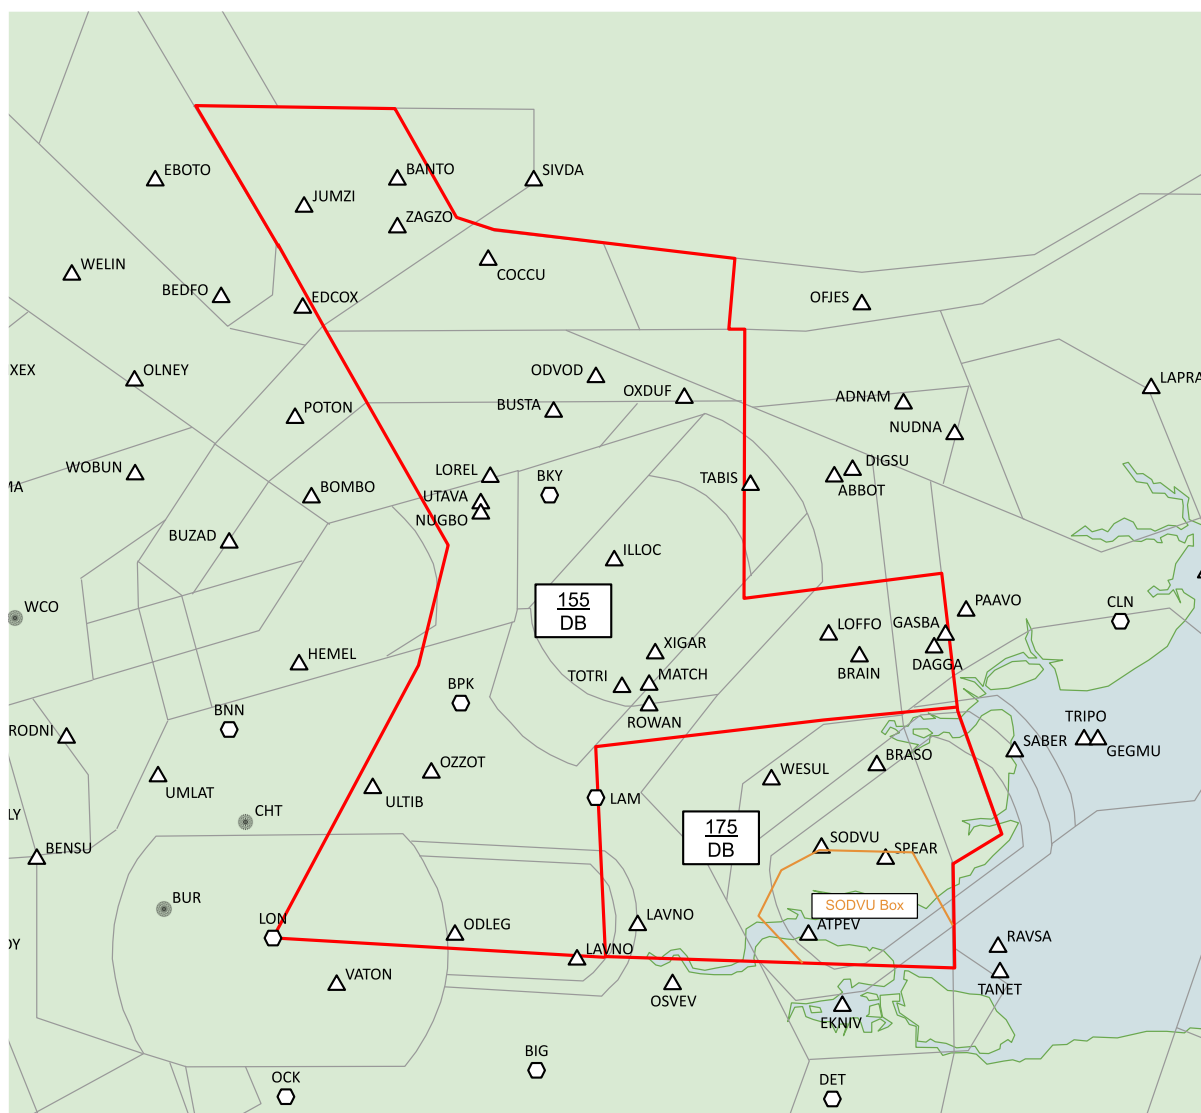 EBOTO
BANTO
SIVDA
JUMZI
ZAGZO
WELIN
COCCU
BEDFO
EDCOX
OFJES
XEX
OLNEY
ODVOD
LAPRA
POTON
BUSTA
OXDUF
ADNAM
NUDNA
WOBUN
LOREL
BKY
TABIS
DIGSU
ABBOT
MA
BOMBO
UTAVA
NUGBO
BUZAD
ILLOC
WCO
155
DB
PAAVO
CLN
LOFFO
GASBA
HEMEL
XIGAR
BRAIN
DAGGA
TOTRI
MATCH
BPK
ROWAN
BNN
RODNI
TRIPO
SABER
GEGMU
UMLAT
OZZOT
ULTIB
WESUL
BRASO
LAM
CHT
LY
175
DB
BENSU
SODVU
SPEAR
BUR
SODVU Box
LON
ODLEG
LAVNO
ATPEV
DY
LAVNO
RAVSA
VATON
OSVEV
TANET
EKNIV
BIG
OCK
DET